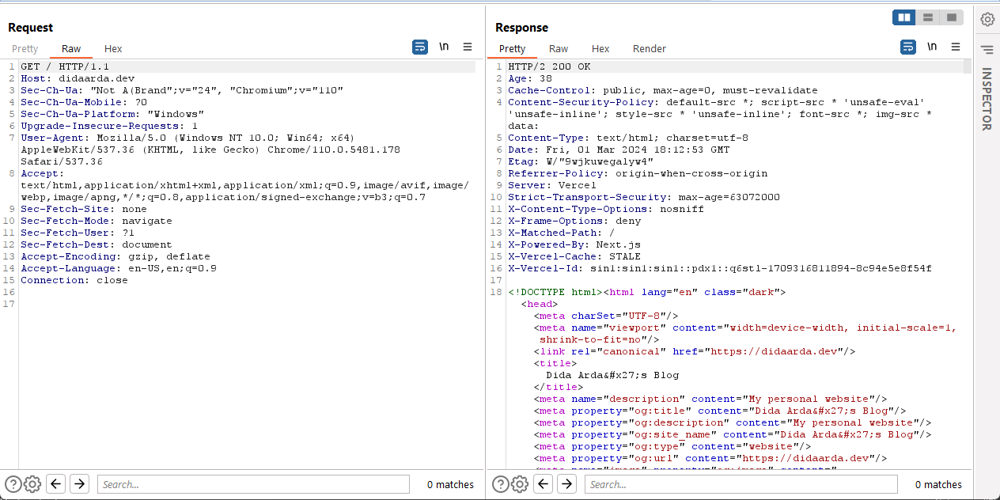 Request
Pretty Raw Hex \n
1 GET / HTTP/1.1
2 Host: didaarda.dev
3 Sec-Ch-Ua: "Not A(Brand";v="24", "Chromium";v="110"
4 Sec-Ch-Ua-Mobile: ?0
5 Sec-Ch-Ua-Platform: "Windows"
6 Upgrade-Insecure-Requests: 1
7 User-Agent: Mozilla/5.0 (Windows NT 10.0; Win64; x64)
AppleWebKit/537.36 (KHTML, like Gecko) Chrome/110.0.5481.178
Safari/537.36
8 Accept:
text/html,application/xhtml+xml,application/xml;q=0.9,image/avif,image/
webp,image/apng,*/*;q=0.8,application/signed-exchange;v=b3;q=0.7
9 Sec-Fetch-Site: none
10 Sec-Fetch-Mode: navigate
11 Sec-Fetch-User: ?1
12 Sec-Fetch-Dest: document
13 Accept-Encoding: gzip, deflate
14 Accept-Language: en-US,en;q=0.9
15 Connection: close
16
17
Search...
0 matches
Response
Pretty Raw Hex Render \n
1 HTTP/2 200 OK
2 Age: 38
3 Cache-Control: public, max-age=0, must-revalidate
4 Content-Security-Policy: default-src *; script-src * 'unsafe-eval'
'unsafe-inline'; style-src * 'unsafe-inline'; font-src *; img-src *
data:
5 Content-Type: text/html; charset=utf-8
6 Date: Fri, 01 Mar 2024 18:12:53 GMT
7 Etag: W/"9wjkuwegalyw4"
8 Referrer-Policy: origin-when-cross-origin
9 Server: Vercel
10 Strict-Transport-Security: max-age=63072000
11 X-Content-Type-Options: nosniff
12 X-Frame-Options: deny
13 X-Matched-Path: /
14 X-Powered-By: Next.js
15 X-Vercel-Cache: STALE
16 X-Vercel-Id: sin1:sin1:sin1::pdx1::q6stl-1709316811894-8c94e5e8f54f
17
18 <!DOCTYPE html><html lang="en" class="dark">
<head>
<meta charSet="UTF-8"/>
<meta name="viewport" content="width=device-width, initial-scale=1,
shrink-to-fit=no"/>
<link rel="canonical" href="https://didaarda.dev"/>
<title>
Dida Arda&#x27;s Blog
</title>
<meta name="description" content="My personal website"/>
<meta property="og:title" content="Dida Arda&#x27;s Blog"/>
<meta property="og:description" content="My personal website"/>
<meta property="og:site_name" content="Dida Arda&#x27;s Blog"/>
<meta property="og:type" content="website"/>
<meta property="og:url" content="https://didaarda.dev"/>
<meta name="image" property="og:image" content="
Search...
0 matches
INSPECTOR